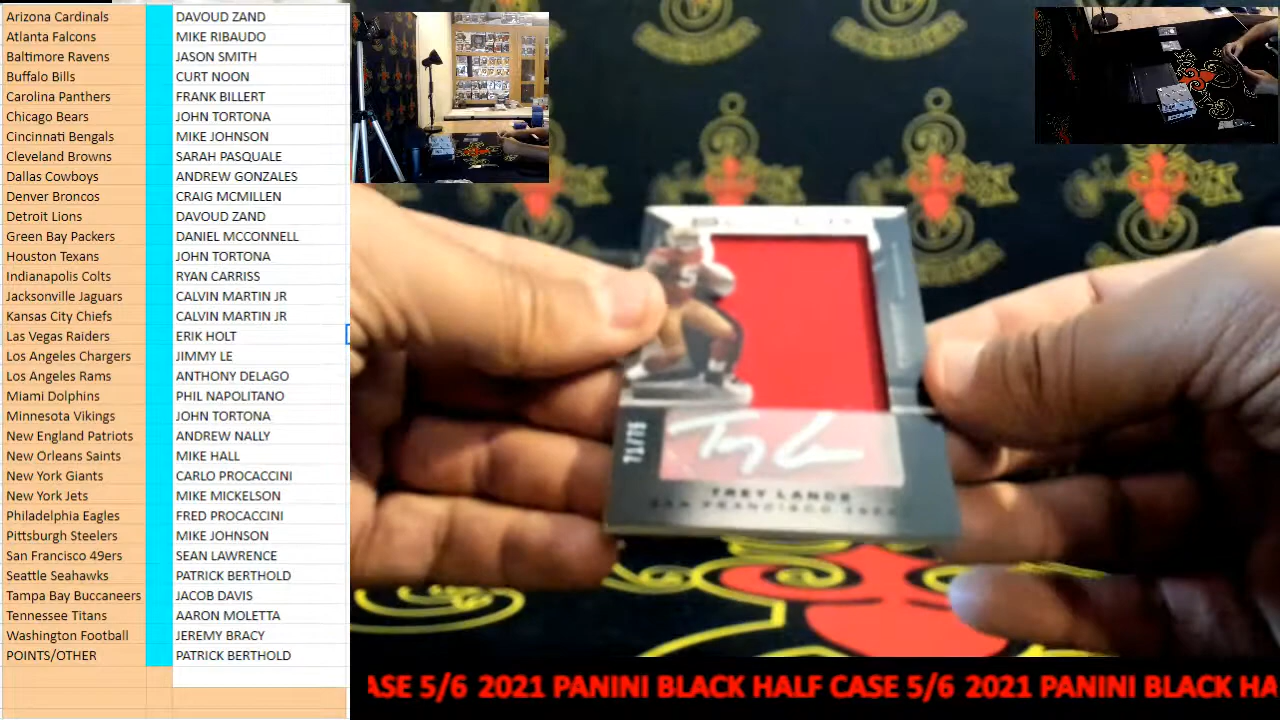 Arizona Cardinals DAVOUD ZAND
Atlanta Falcons MIKE RIBAUDO
Baltimore Ravens JASON SMITH
Buffalo Bills CURT NOON
Carolina Panthers FRANK BILLERT
Chicago Bears JOHN TORTONA
Cincinnati Bengals MIKE JOHNSON
Cleveland Browns SARAH PASQUALE
Dallas Cowboys ANDREW GONZALES
Denver Broncos CRAIG MCMILLEN
Detroit Lions DAVOUD ZAND
Green Bay Packers DANIEL MCCONNELL
Houston Texans JOHN TORTONA
Indianapolis Colts RYAN CARRISS
Jacksonville Jaguars CALVIN MARTIN JR
Kansas City Chiefs CALVIN MARTIN JR
Las Vegas Raiders ERIK HOLT
Los Angeles Chargers JIMMY LE
Los Angeles Rams ANTHONY DELAGO
Miami Dolphins PHIL NAPOLITANO
Minnesota Vikings JOHN TORTONA
New England Patriots ANDREW NALLY
New Orleans Saints MIKE HALL
New York Giants CARLO PROCACCINI
New York Jets MIKE MICKELSON
Philadelphia Eagles FRED PROCACCINI
Pittsburgh Steelers MIKE JOHNSON
San Francisco 49ers SEAN LAWRENCE
Seattle Seahawks PATRICK BERTHOLD
Tampa Bay Buccaneers JACOB DAVIS
Tennessee Titans AARON MOLETTA
Washington Football JEREMY BRACY
POINTS/OTHER PATRICK BERTHOLD
71/75
TREY LANCE
SAN FRANCISCO 49ERS
ASE 5/6 2021 PANINI BLACK HALF CASE 5/6 2021 PANINI BLACK HA